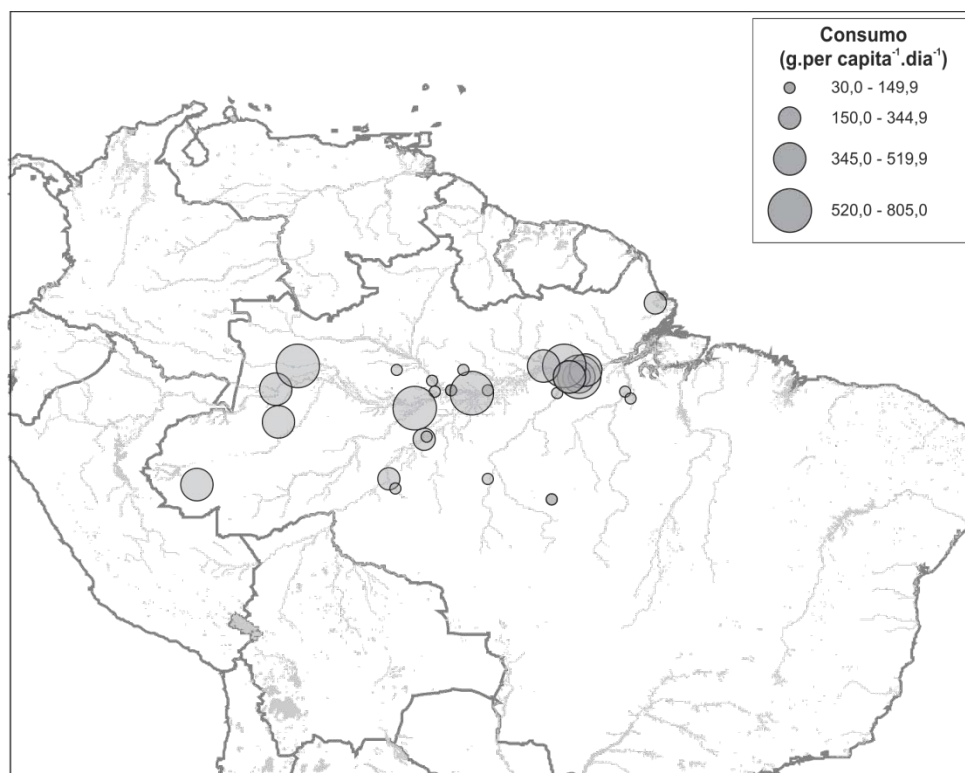 Consumo
(g.per capita⁻¹.dia⁻¹)
30,0 - 149,9
150,0 - 344,9
345,0 - 519,9
520,0 - 805,0